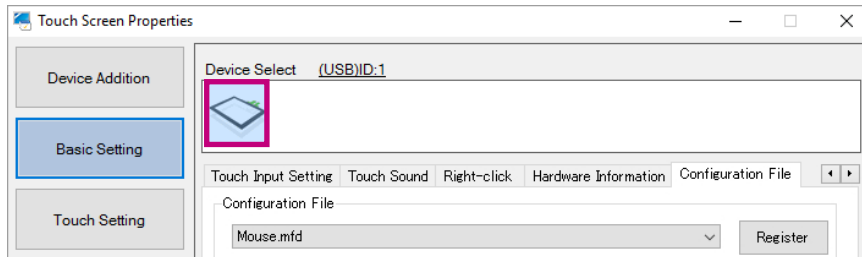 Touch Screen Properties
Device Addition
Basic Setting
Touch Setting
Device Select (USB)ID:1
Touch Input Setting Touch Sound Right-click Hardware Information Configuration File
Configuration File
Mouse.mfd
Register